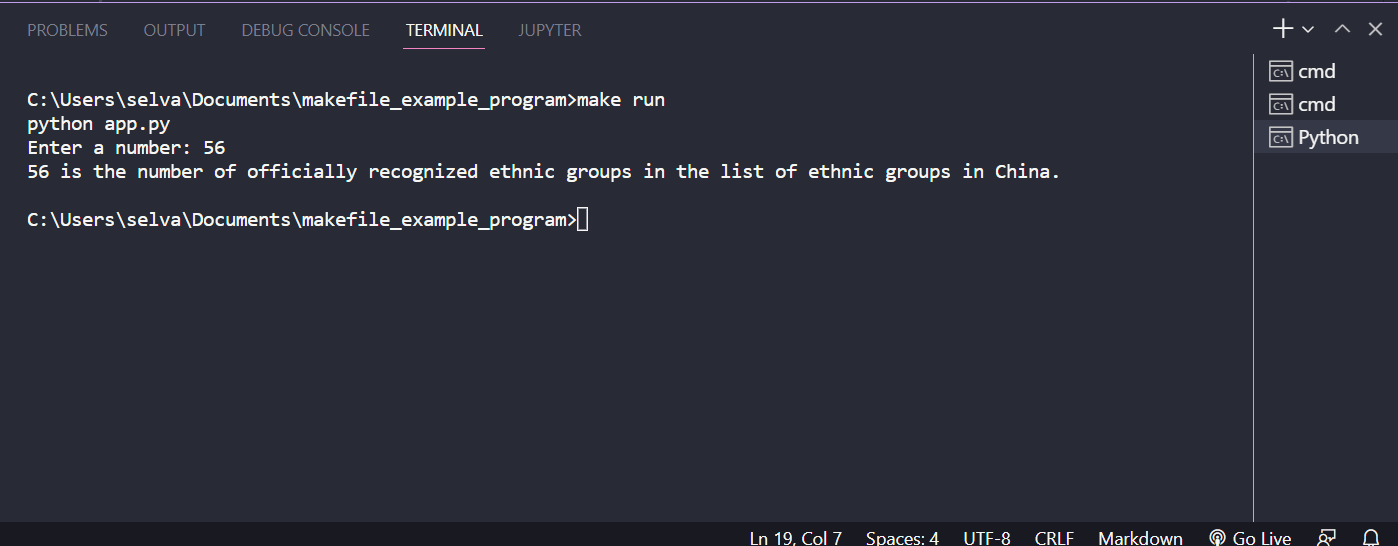 PROBLEMS OUTPUT DEBUG CONSOLE TERMINAL JUPYTER
C:\Users\selva\Documents\makefile_example_program>make run
python app.py
Enter a number: 56
56 is the number of officially recognized ethnic groups in the list of ethnic groups in China.
C:\Users\selva\Documents\makefile_example_program>
cmd
cmd
Python
Ln 19, Col 7 Spaces: 4 UTF-8 CRLF Markdown Go Live